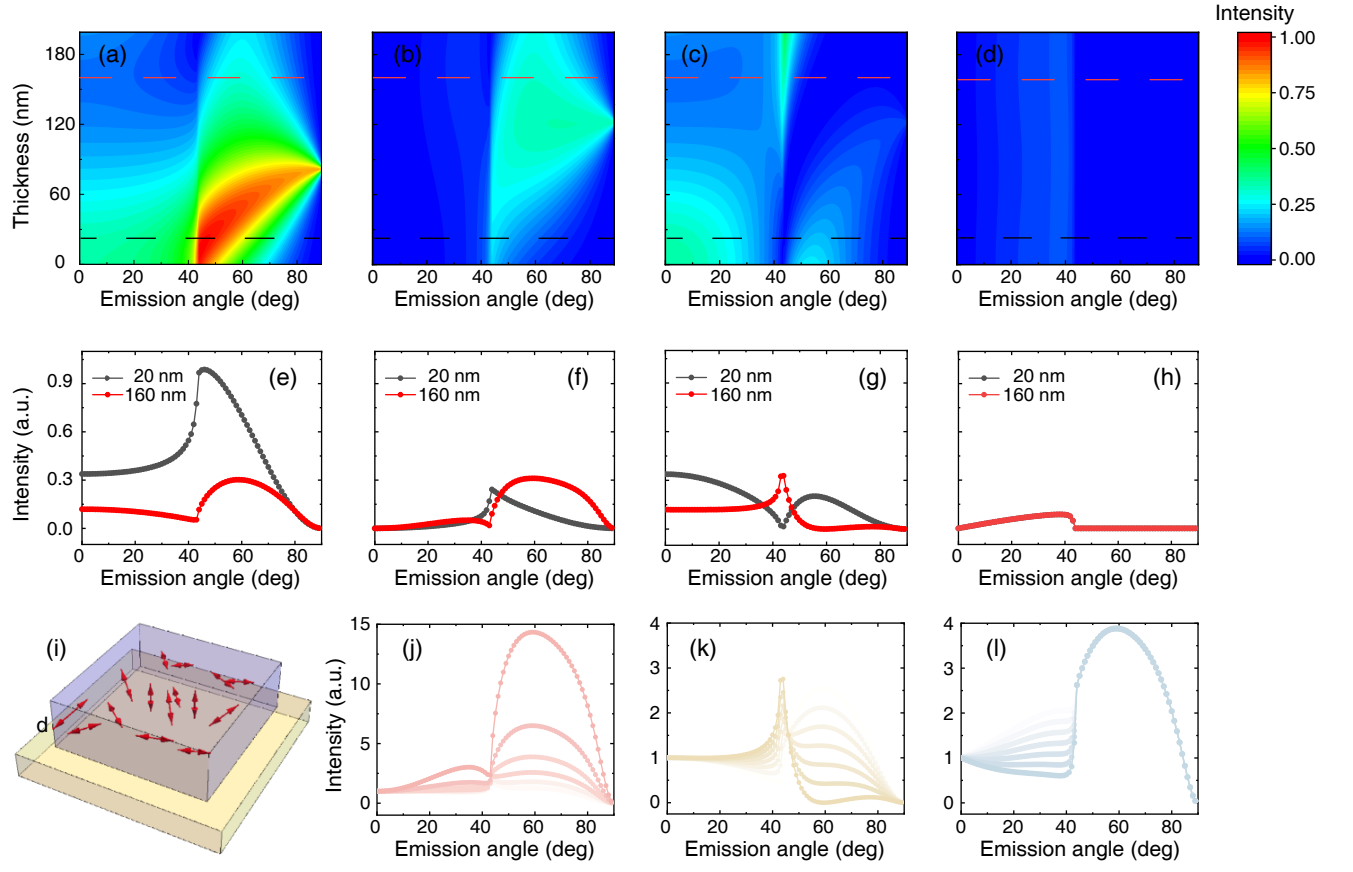 Intensity
(a) (b) (c) (d)
180
120
60
0
Thickness (nm)
1.00
0.75
0.50
0.25
0.00
0 20 40 60 80 0 20 40 60 80 0 20 40 60 80 0 20 40 60 80
Emission angle (deg) Emission angle (deg) Emission angle (deg) Emission angle (deg)
(e) (f) (g) (h)
20 nm 20 nm 20 nm 20 nm
160 nm 160 nm 160 nm 160 nm
0.9
0.6
0.3
0.0
Intensity (a.u.)
0 20 40 60 80 0 20 40 60 80 0 20 40 60 80 0 20 40 60 80
Emission angle (deg) Emission angle (deg) Emission angle (deg) Emission angle (deg)
(i) (j) (k) (l)
d
15
10
5
0
Intensity (a.u.)
4
3
2
1
0
4
3
2
1
0
0 20 40 60 80 0 20 40 60 80 0 20 40 60 80
Emission angle (deg) Emission angle (deg) Emission angle (deg)